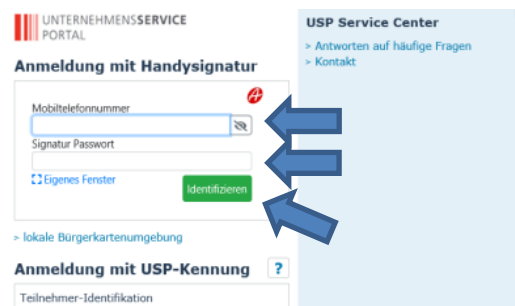 UNTERNEHMENSSERVICE
PORTAL
Anmeldung mit Handysignatur
Mobiltelefonnummer
Signatur Passwort
Eigenes Fenster
Identifizieren
> lokale Bürgerkartenumgebung
Anmeldung mit USP-Kennung ?
Teilnehmer-Identifikation
USP Service Center
> Antworten auf häufige Fragen
> Kontakt